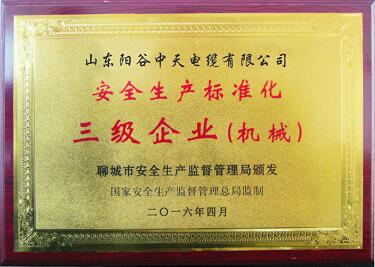 山东阳谷中天电缆有限公司
安全生产标准化
三级企业(机械)
聊城市安全生产监督管理局颁发
国家安全生产监督管理总局监制
二〇一六年四月